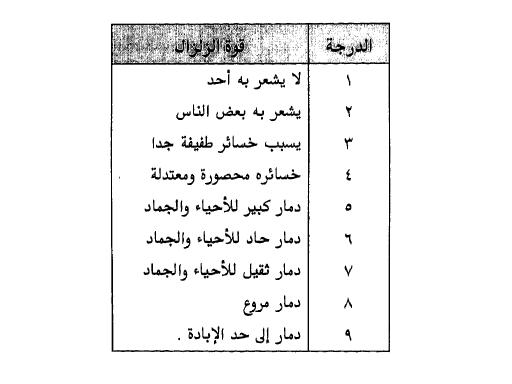 الدرجة قوة الزلزال
١ لا يشعر به أحد
٢ يشعر به بعض الناس
٣ يسبب خسائر طفيفة جدا
٤ خسائره محصورة ومعتدلة
٥ دمار كبير للأحياء والجماد
٦ دمار حاد للأحياء والجماد
٧ دمار ثقيل للأحياء والجماد
٨ دمار مروع
٩ دمار إلى حد الإبادة .